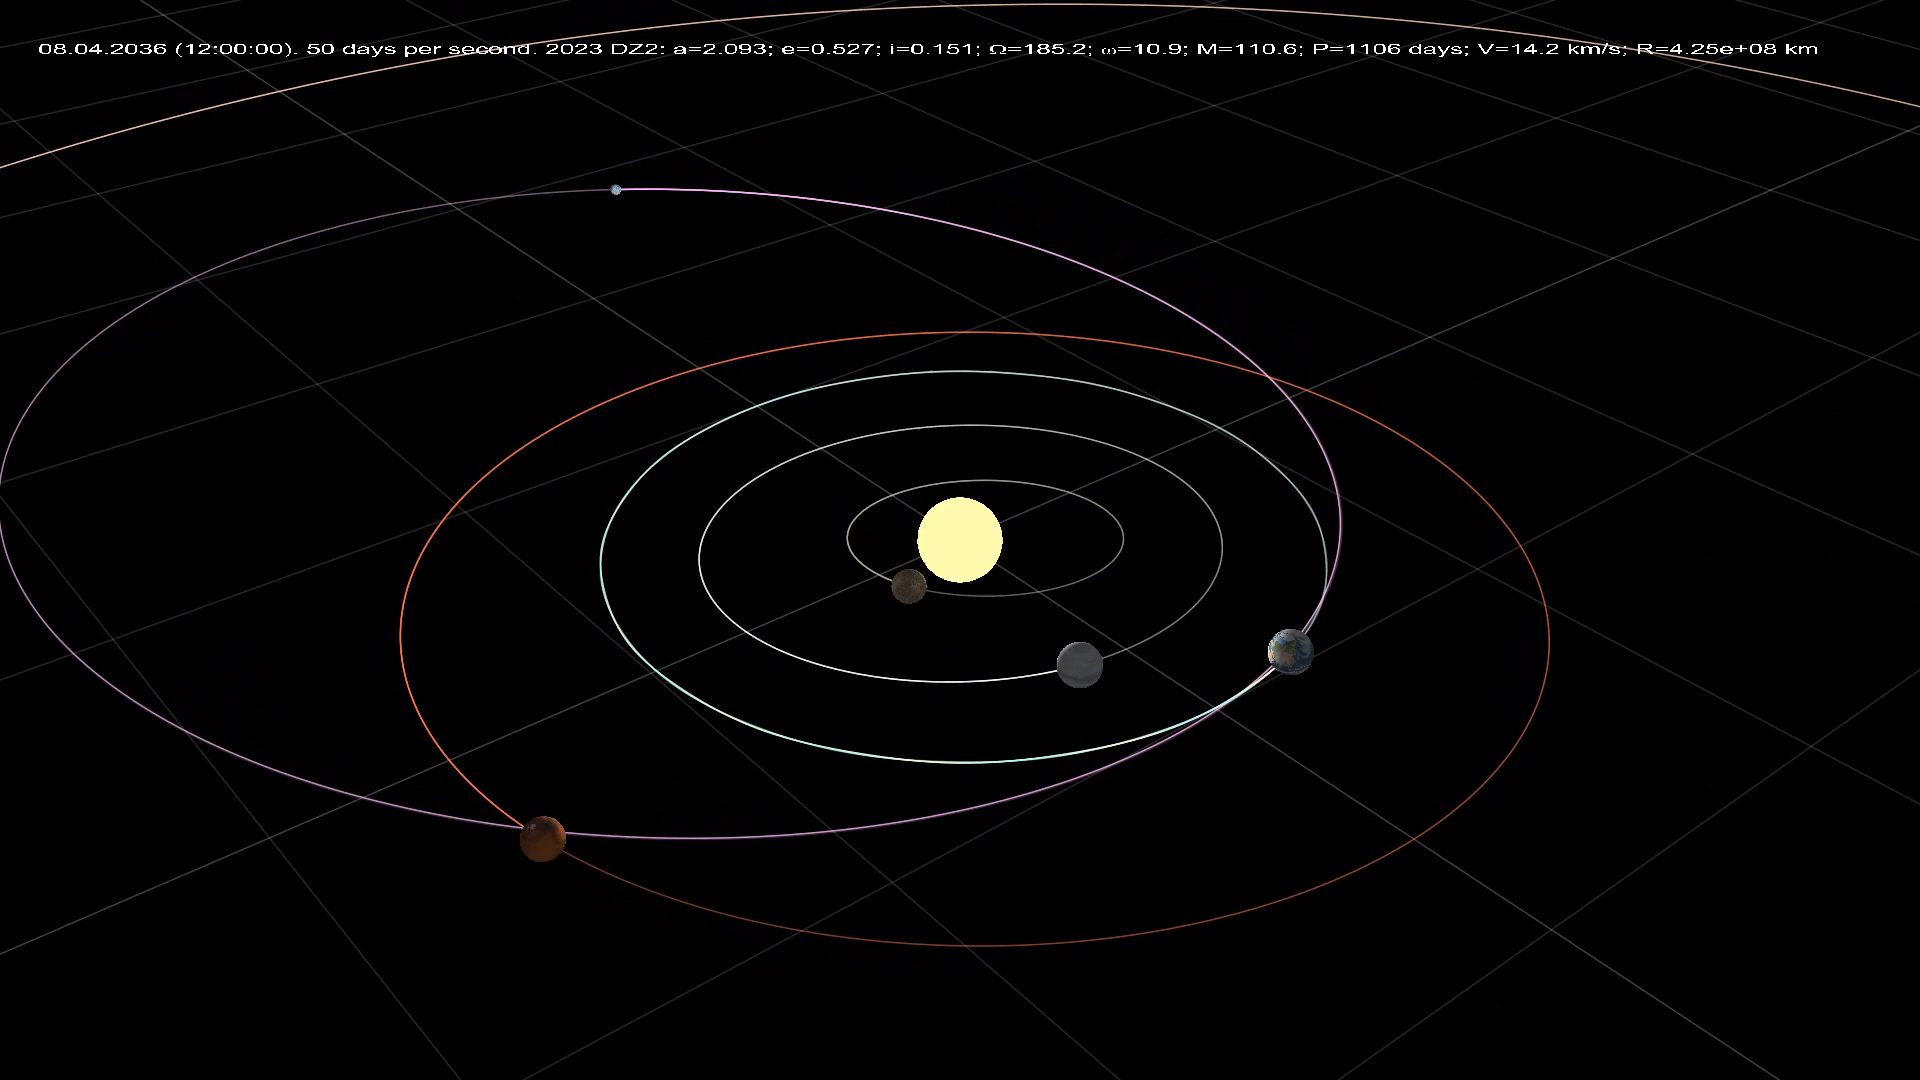 08.04.2036 (12:00:00). 50 days per second. 2023 DZ2: a=2.093; e=0.527; i=0.151; Ω=185.2; ω=10.9; M=110.6; P=1106 days; V=14.2 km/s; R=4.25e+08 km